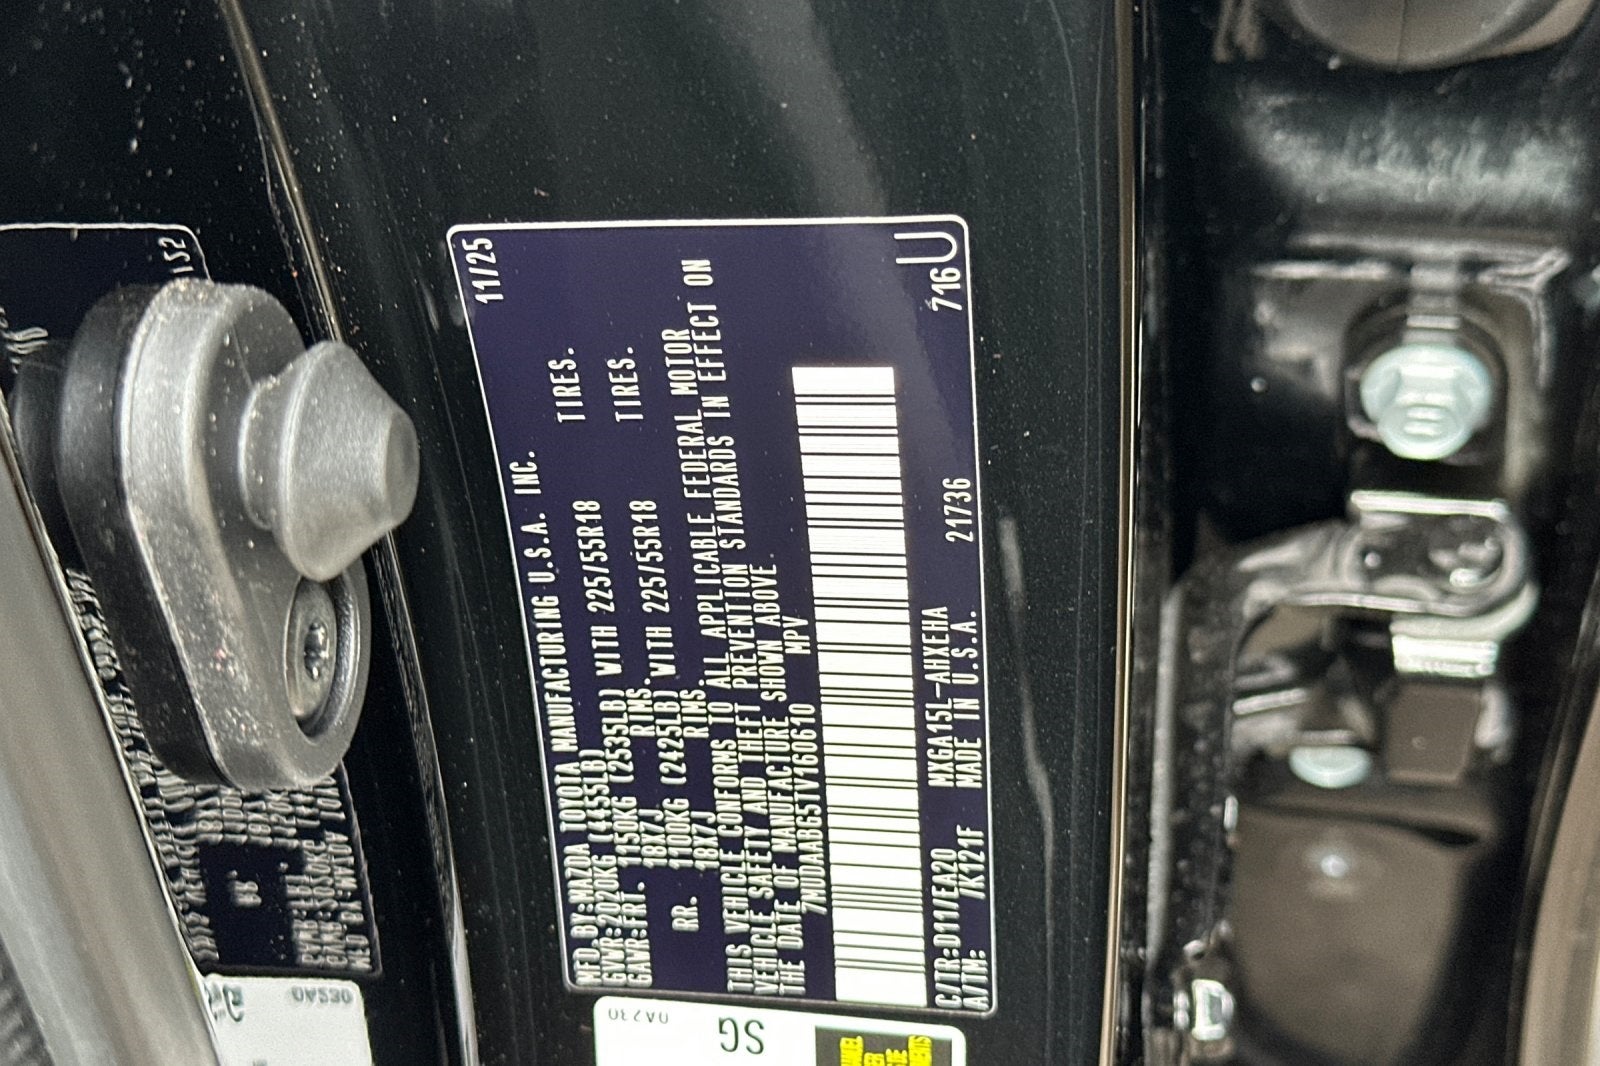 MFD.BY:MAZDA TOYOTA MANUFACTURING U.S.A. INC. 11/25
GVWR:2020KG (4455LB)
GAWR:FRT. 1150KG (2535LB) WITH 225/55R18 TIRES.
18X7J RIMS.
RR. 1100KG (2425LB) WITH 225/55R18 TIRES.
18X7J RIMS.
THIS VEHICLE CONFORMS TO ALL APPLICABLE FEDERAL MOTOR
VEHICLE SAFETY AND THEFT PREVENTION STANDARDS IN EFFECT ON
THE DATE OF MANUFACTURE SHOWN ABOVE.
7MUDAABG5TV160610 MPV
C/TR:D11/EA20 MXGA15L-AHXEHA 21736 716U
A/TM: 7K121F MADE IN U.S.A.
0A230
SG